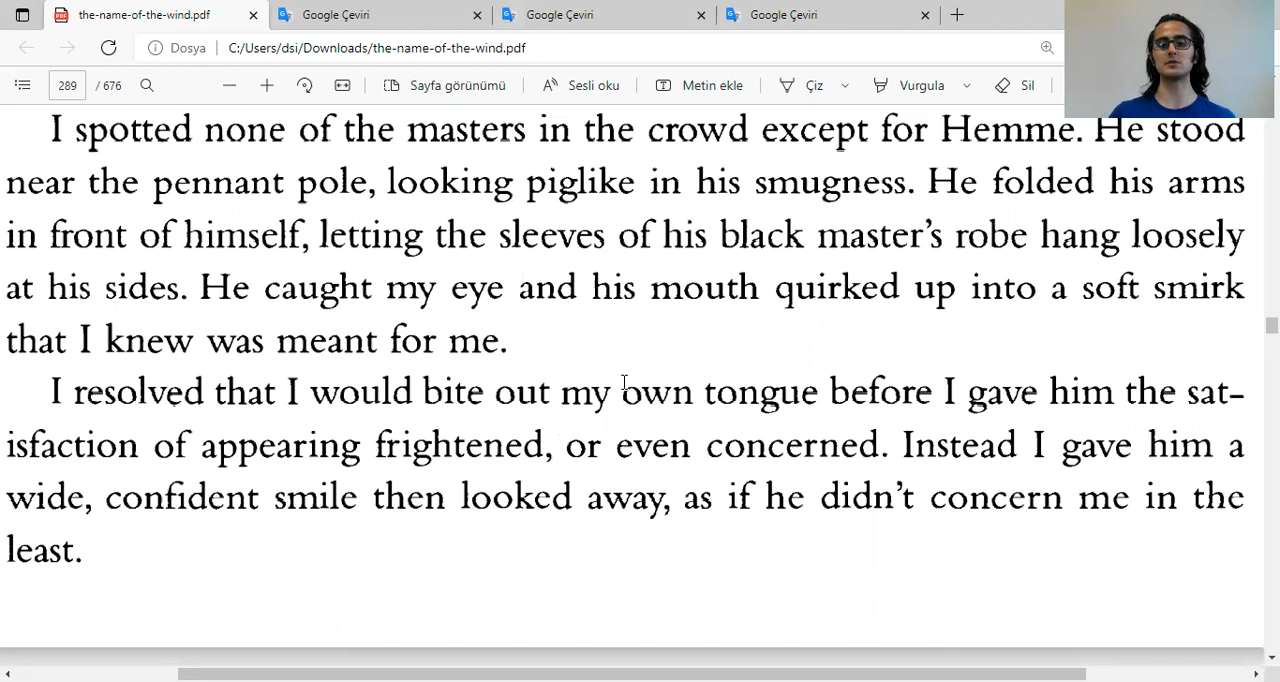 the-name-of-the-wind.pdf
Google Çeviri
Google Çeviri
Google Çeviri
Dosya
C:/Users/dsi/Downloads/the-name-of-the-wind.pdf
289 / 676
Sayfa görünümü
Sesli oku
Metin ekle
Çiz
Vurgula
Sil
I spotted none of the masters in the crowd except for Hemme. He stood
near the pennant pole, looking piglike in his smugness. He folded his arms
in front of himself, letting the sleeves of his black master's robe hang loosely
at his sides. He caught my eye and his mouth quirked up into a soft smirk
that I knew was meant for me.
I resolved that I would bite out my own tongue before I gave him the sat-
isfaction of appearing frightened, or even concerned. Instead I gave him a
wide, confident smile then looked away, as if he didn't concern me in the
least.